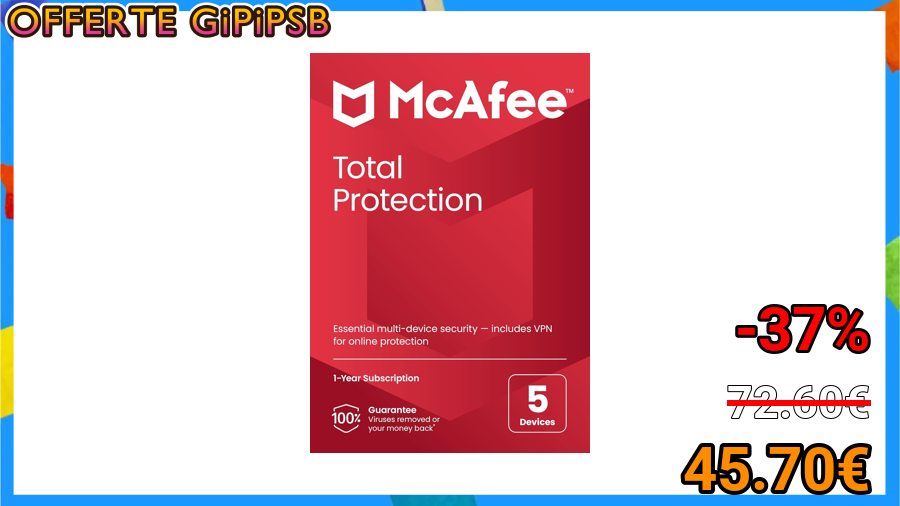 OFFERTE GiPiPSB
McAfee™
Total
Protection
Essential multi-device security — includes VPN
for online protection
1-Year Subscription
100%
Guarantee
Viruses removed or
your money back*
5
Devices
-37%
72.60€
45.70€